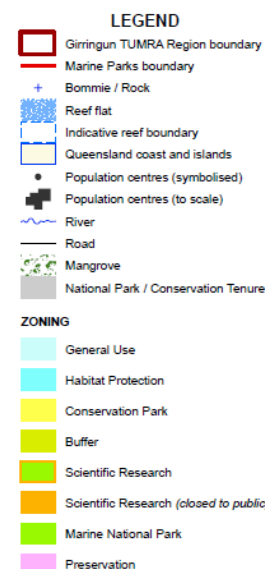 LEGEND
Girringun TUMRA Region boundary
Marine Parks boundary
Bommie / Rock
Reef flat
Indicative reef boundary
Queensland coast and islands
Population centres (symbolised)
Population centres (to scale)
River
Road
Mangrove
National Park / Conservation Tenure
ZONING
General Use
Habitat Protection
Conservation Park
Buffer
Scientific Research
Scientific Research (closed to public
Marine National Park
Preservation